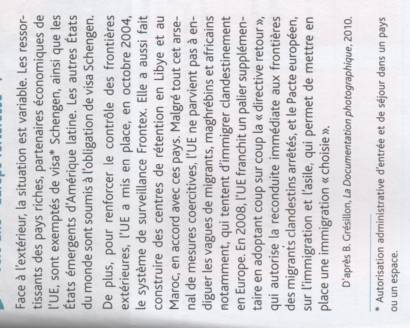 Face à l'extérieur, la situation est variable. Les ressor-
tissants des pays riches, partenaires économiques de
l'UE, sont exemptés de visa* Schengen, ainsi que les
États émergents d'Amérique latine. Les autres États
du monde sont soumis à l'obligation de visa Schengen.
De plus, pour renforcer le contrôle des frontières
extérieures, l'UE a mis en place, en octobre 2004,
le système de surveillance Frontex. Elle a aussi fait
construire des centres de rétention en Libye et au
Maroc, en accord avec ces pays. Malgré tout cet arse-
nal de mesures coercitives, l'UE ne parvient pas à en-
diguer les vagues de migrants, maghrébins et africains
notamment, qui tentent d'immigrer clandestinement
en Europe. En 2008, l'UE franchit un palier supplémen-
taire en adoptant coup sur coup la « directive retour »,
qui autorise la reconduite immédiate aux frontières
des migrants clandestins arrêtés, et le Pacte européen,
sur l'immigration et l'asile, qui permet de mettre en
place une immigration « choisie ».
D'après B. Grésillon, La Documentation photographique, 2010.
* Autorisation administrative d'entrée et de séjour dans un pays
ou un espace.